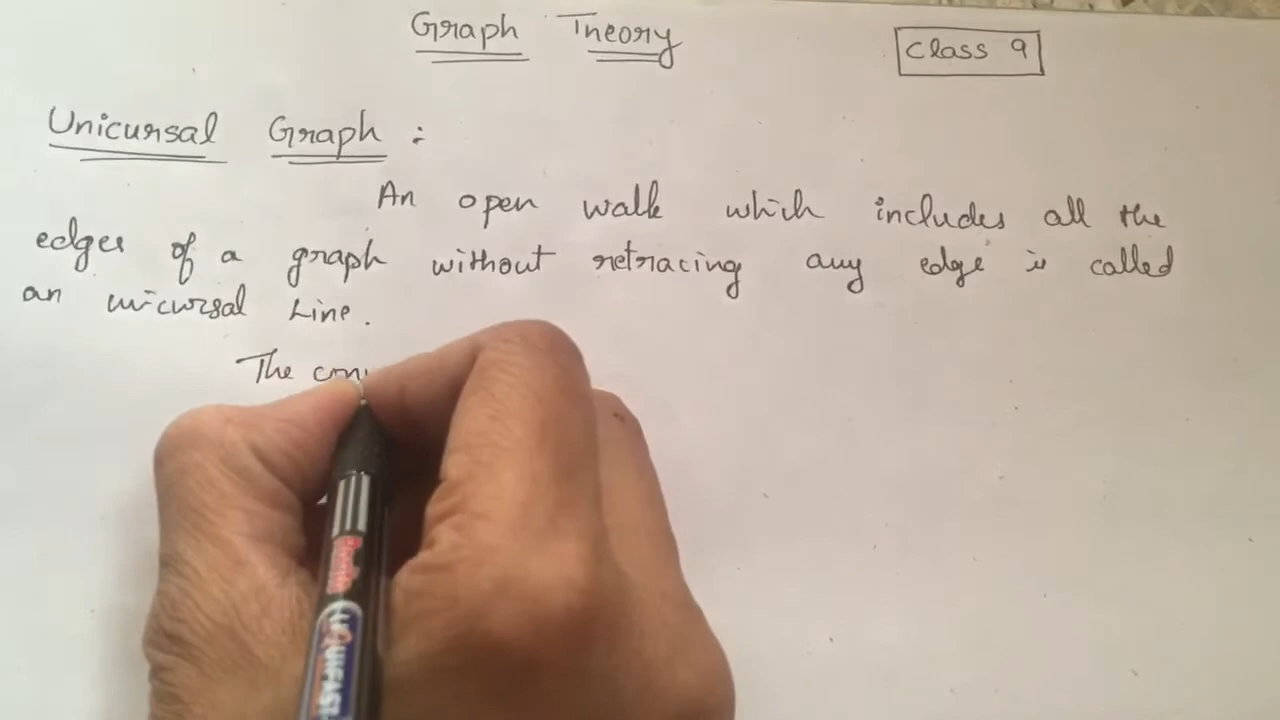 Graph Theory
Class 9
Unicursal Graph :
An open walk which includes all the
edges of a graph without retracing any edge is called
an unicursal Line.
The con